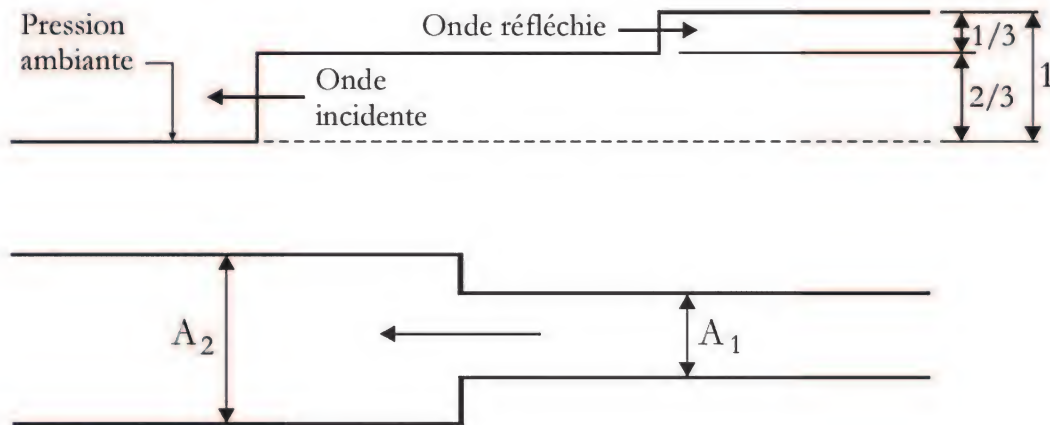 Pression
ambiante
Onde réfléchie
Onde
incidente
1/3
2/3
1
A2
A1